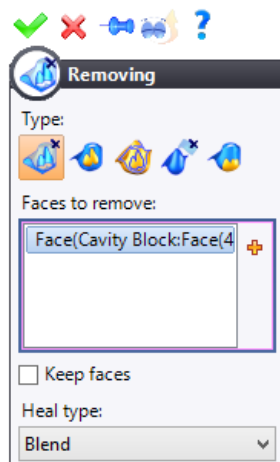 ?
Removing
Type:
Faces to remove:
Face(Cavity Block:Face(4
Keep faces
Heal type:
Blend